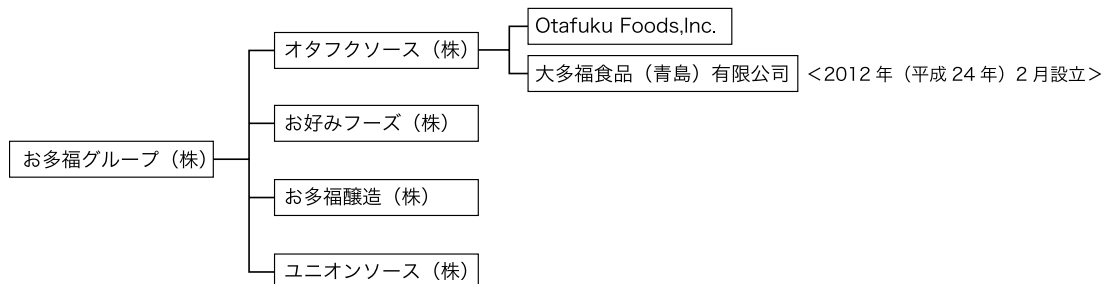 Otafuku Foods,Inc.
オタフクソース（株）
大多福食品（青島）有限公司 ＜2012 年（平成 24 年）2 月設立＞
お好みフーズ（株）
お多福グループ（株）
お多福醸造（株）
ユニオンソース（株）